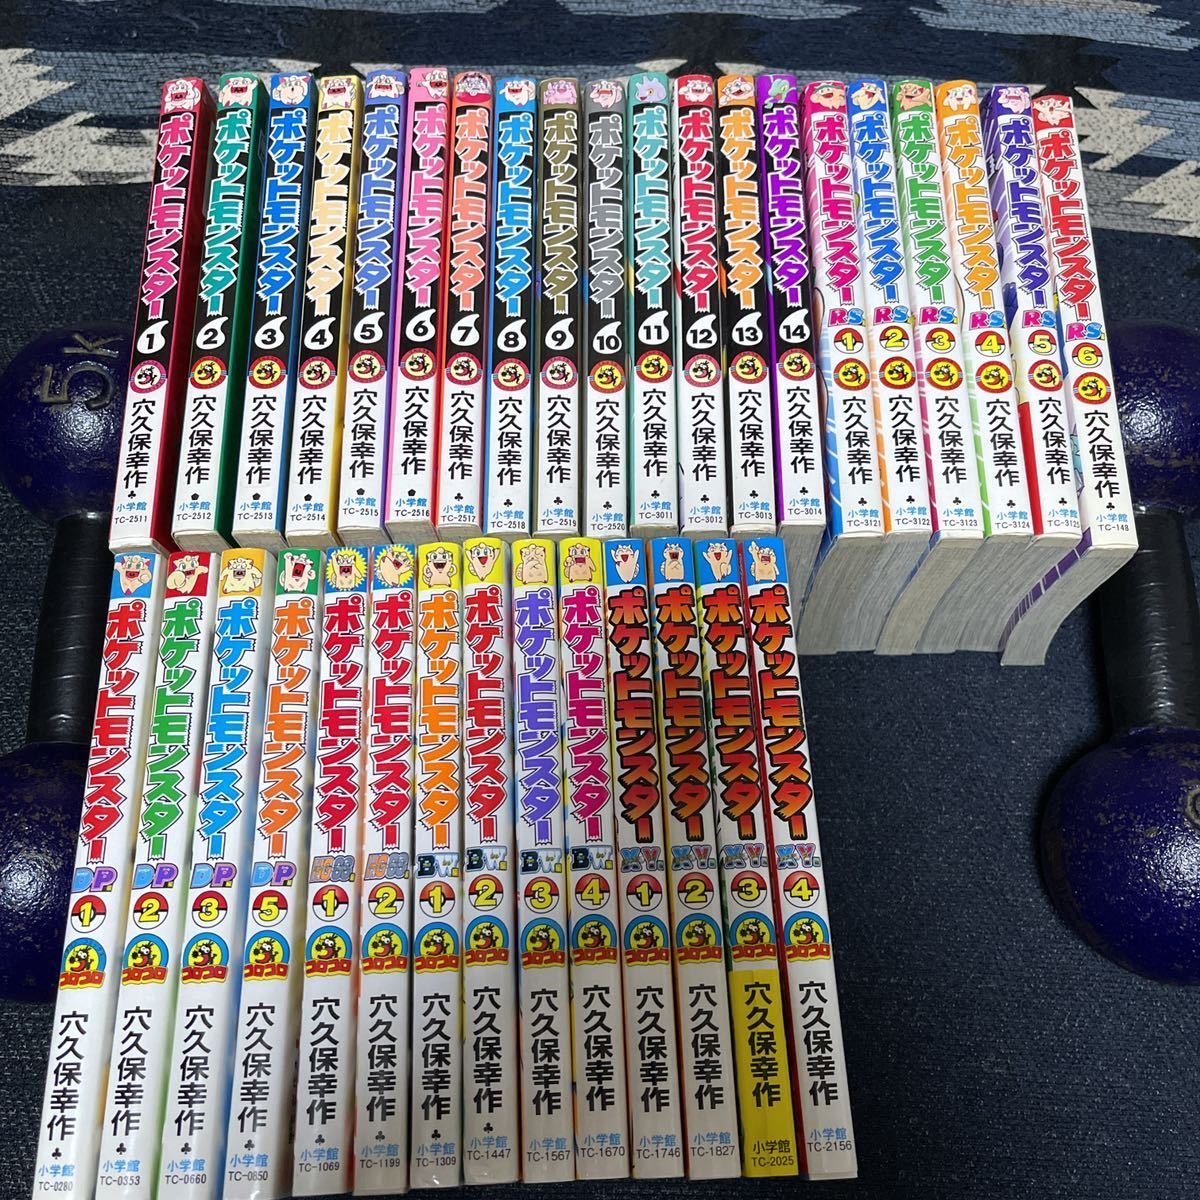 ポケットモンスター 1 穴久保幸作 小学館 TC-2511
ポケットモンスター 2 穴久保幸作 小学館 TC-2512
ポケットモンスター 3 穴久保幸作 小学館 TC-2513
ポケットモンスター 4 穴久保幸作 小学館 TC-2514
ポケットモンスター 5 穴久保幸作 小学館 TC-2515
ポケットモンスター 6 穴久保幸作 小学館 TC-2516
ポケットモンスター 7 穴久保幸作 小学館 TC-2517
ポケットモンスター 8 穴久保幸作 小学館 TC-2518
ポケットモンスター 9 穴久保幸作 小学館 TC-2519
ポケットモンスター 10 穴久保幸作 小学館 TC-2520
ポケットモンスター 11 穴久保幸作 小学館 TC-3011
ポケットモンスター 12 穴久保幸作 小学館 TC-3012
ポケットモンスター 13 穴久保幸作 小学館 TC-3013
ポケットモンスター 14 穴久保幸作 小学館 TC-3014
ポケットモンスター R.S. 1 穴久保幸作 小学館 TC-3121
ポケットモンスター R.S. 2 穴久保幸作 小学館 TC-3122
ポケットモンスター R.S. 3 穴久保幸作 小学館 TC-3123
ポケットモンスター R.S. 4 穴久保幸作 小学館 TC-3124
ポケットモンスター R.S. 5 穴久保幸作 小学館 TC-3125
ポケットモンスター R.S. 6 穴久保幸作 小学館 TC-148
5 K
ポケットモンスター D.P. 1 コロコロ 穴久保幸作 小学館 TC-0280
ポケットモンスター D.P. 2 コロコロ 穴久保幸作 小学館 TC-0353
ポケットモンスター D.P. 3 コロコロ 穴久保幸作 小学館 TC-0660
ポケットモンスター D.P. 5 コロコロ 穴久保幸作 小学館 TC-0850
ポケットモンスター HG.SS. 1 コロコロ 穴久保幸作 小学館 TC-1069
ポケットモンスター HG.SS. 2 コロコロ 穴久保幸作 小学館 TC-1199
ポケットモンスター B.W. 1 コロコロ 穴久保幸作 小学館 TC-1309
ポケットモンスター B.W. 2 コロコロ 穴久保幸作 小学館 TC-1447
ポケットモンスター B.W. 3 コロコロ 穴久保幸作 小学館 TC-1567
ポケットモンスター B.W. 4 コロコロ 穴久保幸作 小学館 TC-1670
ポケットモンスター X.Y. 1 コロコロ 穴久保幸作 小学館 TC-1746
ポケットモンスター X.Y. 2 コロコロ 穴久保幸作 小学館 TC-1827
ポケットモンスター X.Y. 3 コロコロ 穴久保幸作 小学館 TC-2025
ポケットモンスター X.Y. 4 コロコロ 穴久保幸作 小学館 TC-2156